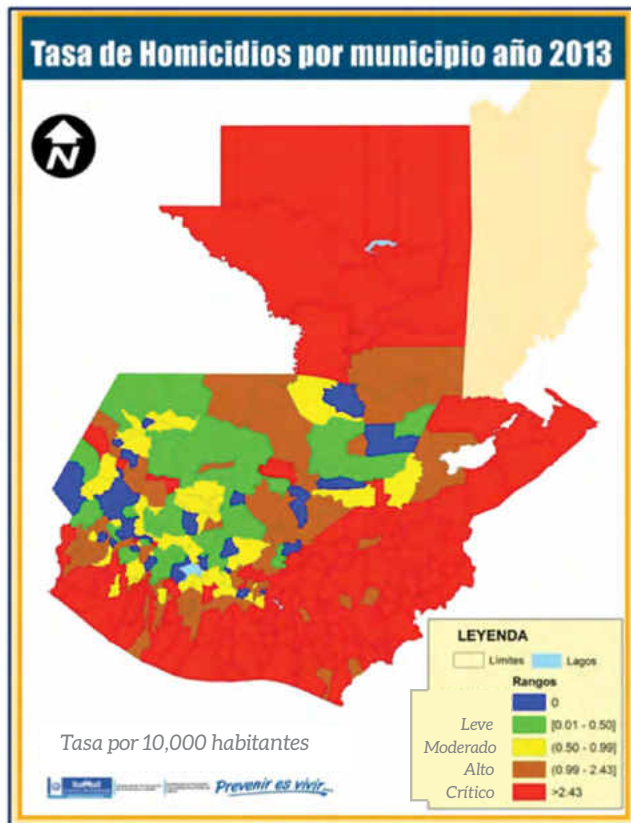 Tasa de Homicidios por municipio año 2013
N
LEYENDA
Límites Lagos
Rangos
0
Leve [0.01 - 0.50]
Moderado (0.50 - 0.99]
Alto (0.99 - 2.43]
Crítico >2.43
Tasa por 10,000 habitantes
Prevenir es vivir...